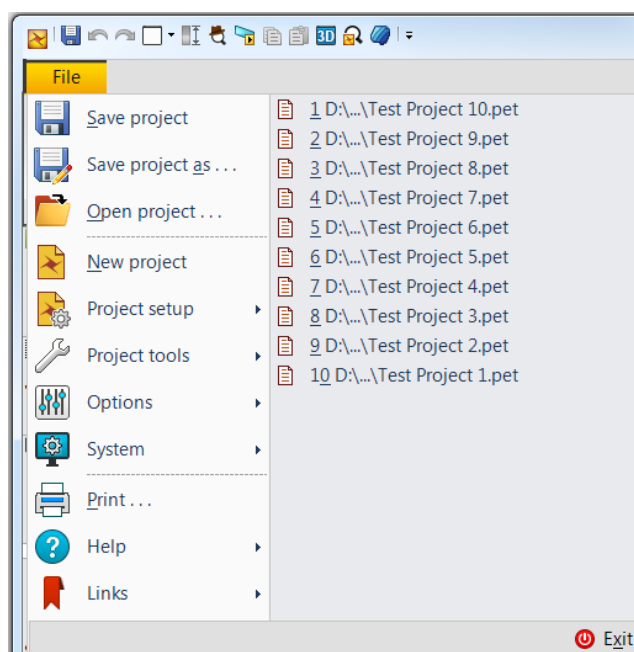 3D
File
Save project
Save project as . . .
Open project . . .
New project
Project setup
Project tools
Options
System
Print . . .
Help
Links
1 D:\...\Test Project 10.pet
2 D:\...\Test Project 9.pet
3 D:\...\Test Project 8.pet
4 D:\...\Test Project 7.pet
5 D:\...\Test Project 6.pet
6 D:\...\Test Project 5.pet
7 D:\...\Test Project 4.pet
8 D:\...\Test Project 3.pet
9 D:\...\Test Project 2.pet
10 D:\...\Test Project 1.pet
Exit